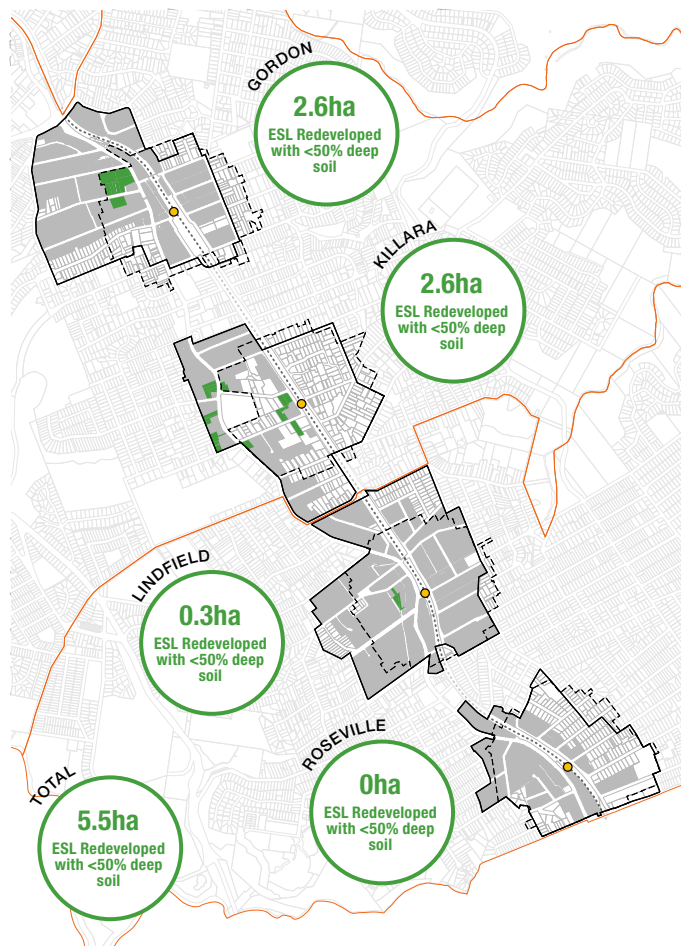 GORDON
2.6ha
ESL Redeveloped
with <50% deep
soil
KILLARA
2.6ha
ESL Redeveloped
with <50% deep
soil
LINDFIELD
0.3ha
ESL Redeveloped
with <50% deep
soil
ROSEVILLE
0ha
ESL Redeveloped
with <50% deep
soil
TOTAL
5.5ha
ESL Redeveloped
with <50% deep
soil